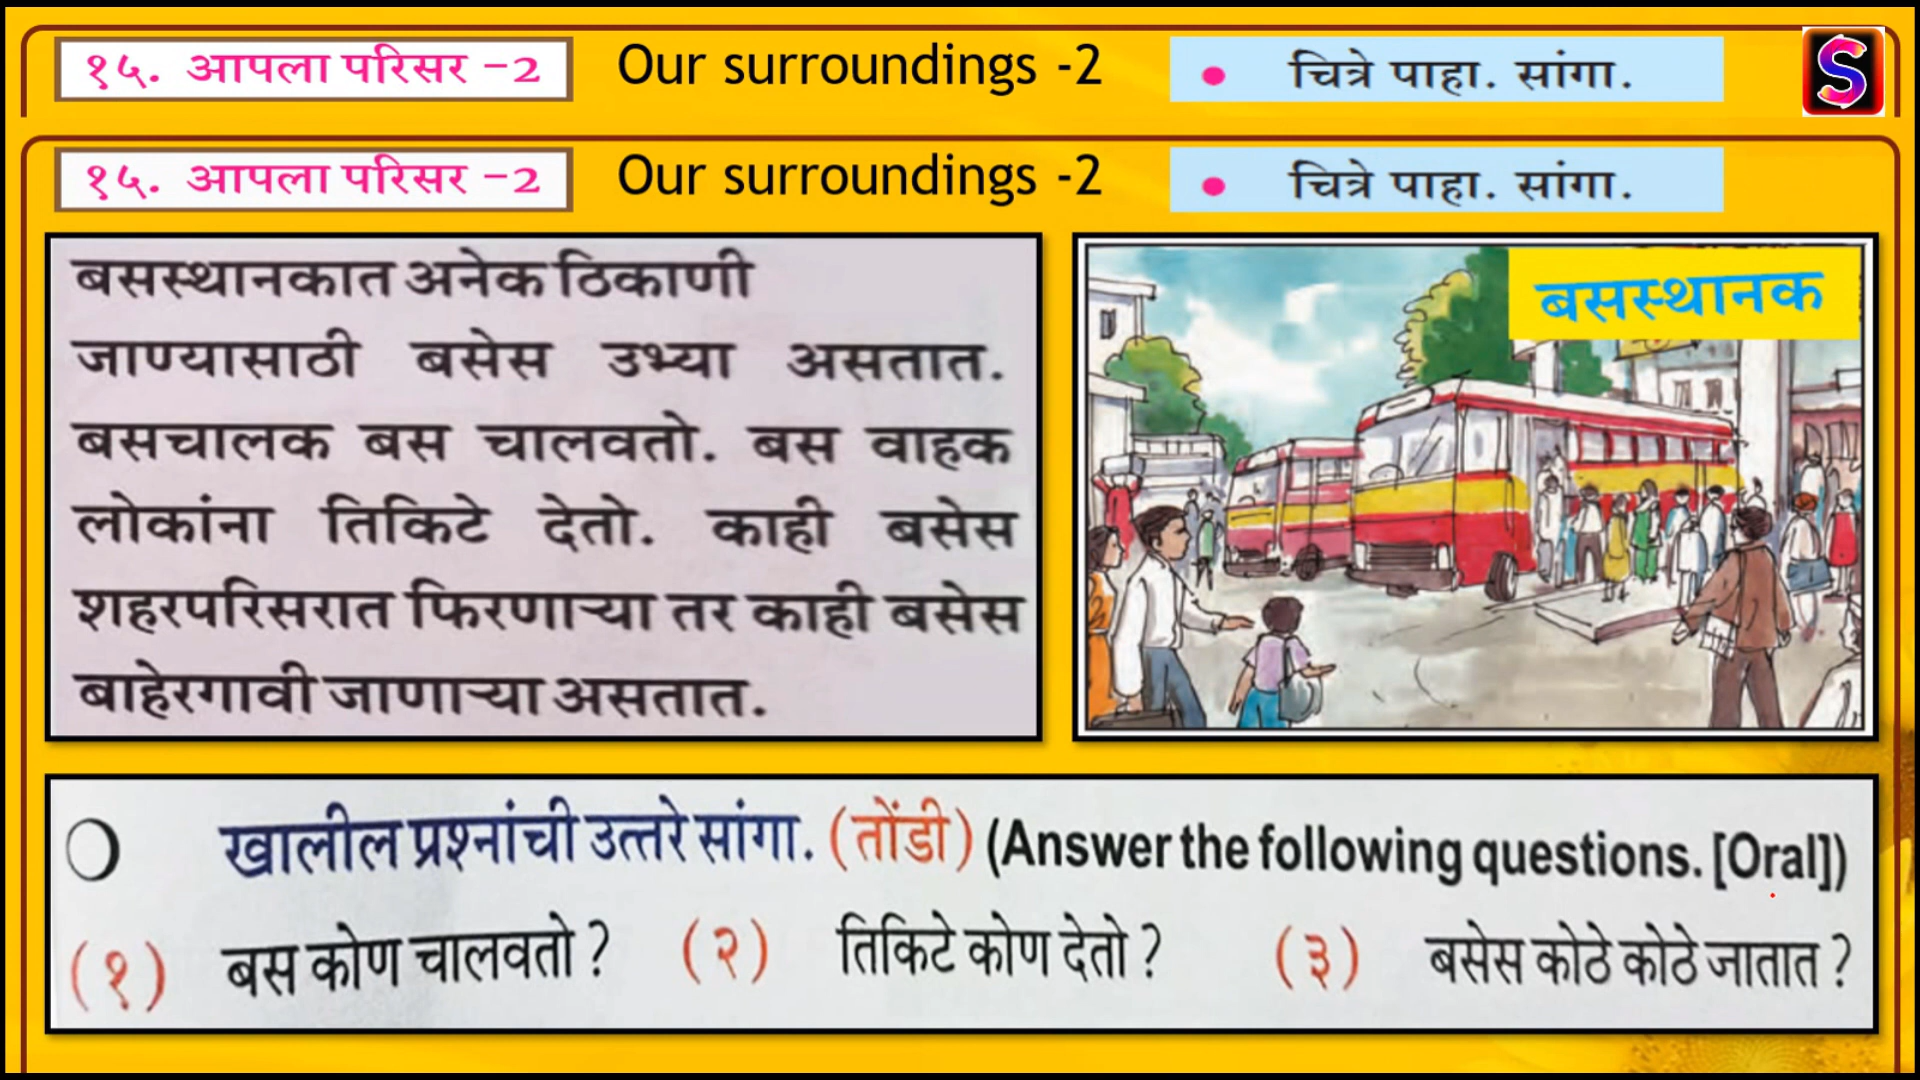 १५. आपला परिसर -2 Our surroundings -2 • चित्रे पाहा. सांगा. S
१५. आपला परिसर -2 Our surroundings -2 • चित्रे पाहा. सांगा.
बसस्थानकात अनेक ठिकाणी
जाण्यासाठी बसेस उभ्या असतात.
बसचालक बस चालवतो. बस वाहक
लोकांना तिकिटे देतो. काही बसेस
शहरपरिसरात फिरणाऱ्या तर काही बसेस
बाहेरगावी जाणाऱ्या असतात.
बसस्थानक
खालील प्रश्नांची उत्तरे सांगा. (तोंडी) (Answer the following questions. [Oral])
(१) बस कोण चालवतो ? (२) तिकिटे कोण देतो ? (३) बसेस कोठे कोठे जातात ?